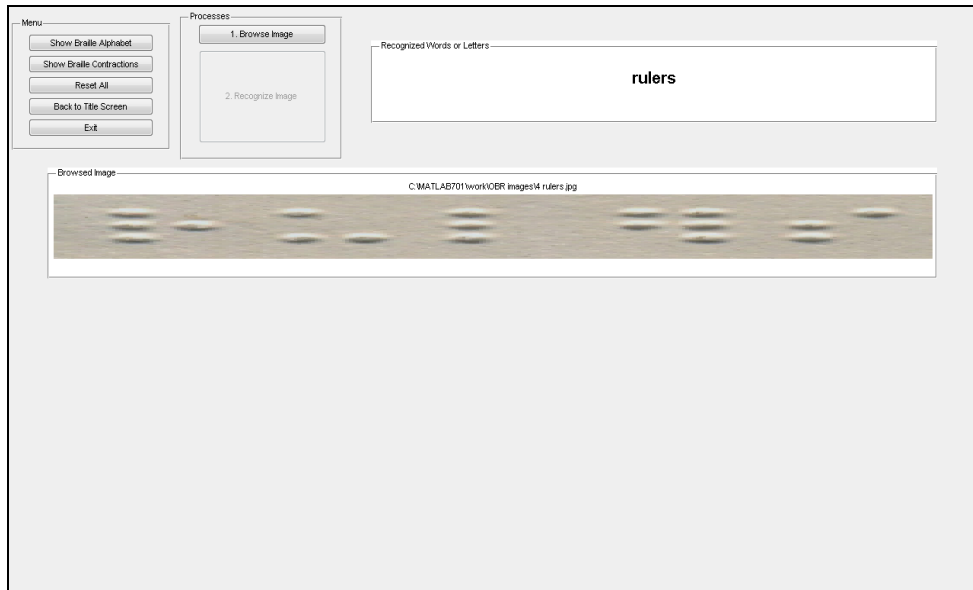 Menu
Show Braille Alphabet
Show Braille Contractions
Reset All
Back to Title Screen
Exit
Processes
1. Browse Image
2. Recognize Image
Recognized Words or Letters
rulers
Browsed Image
C:\MATLAB701\work\OBR images\4 rulers.jpg
⠗⠥⠇⠻⠎